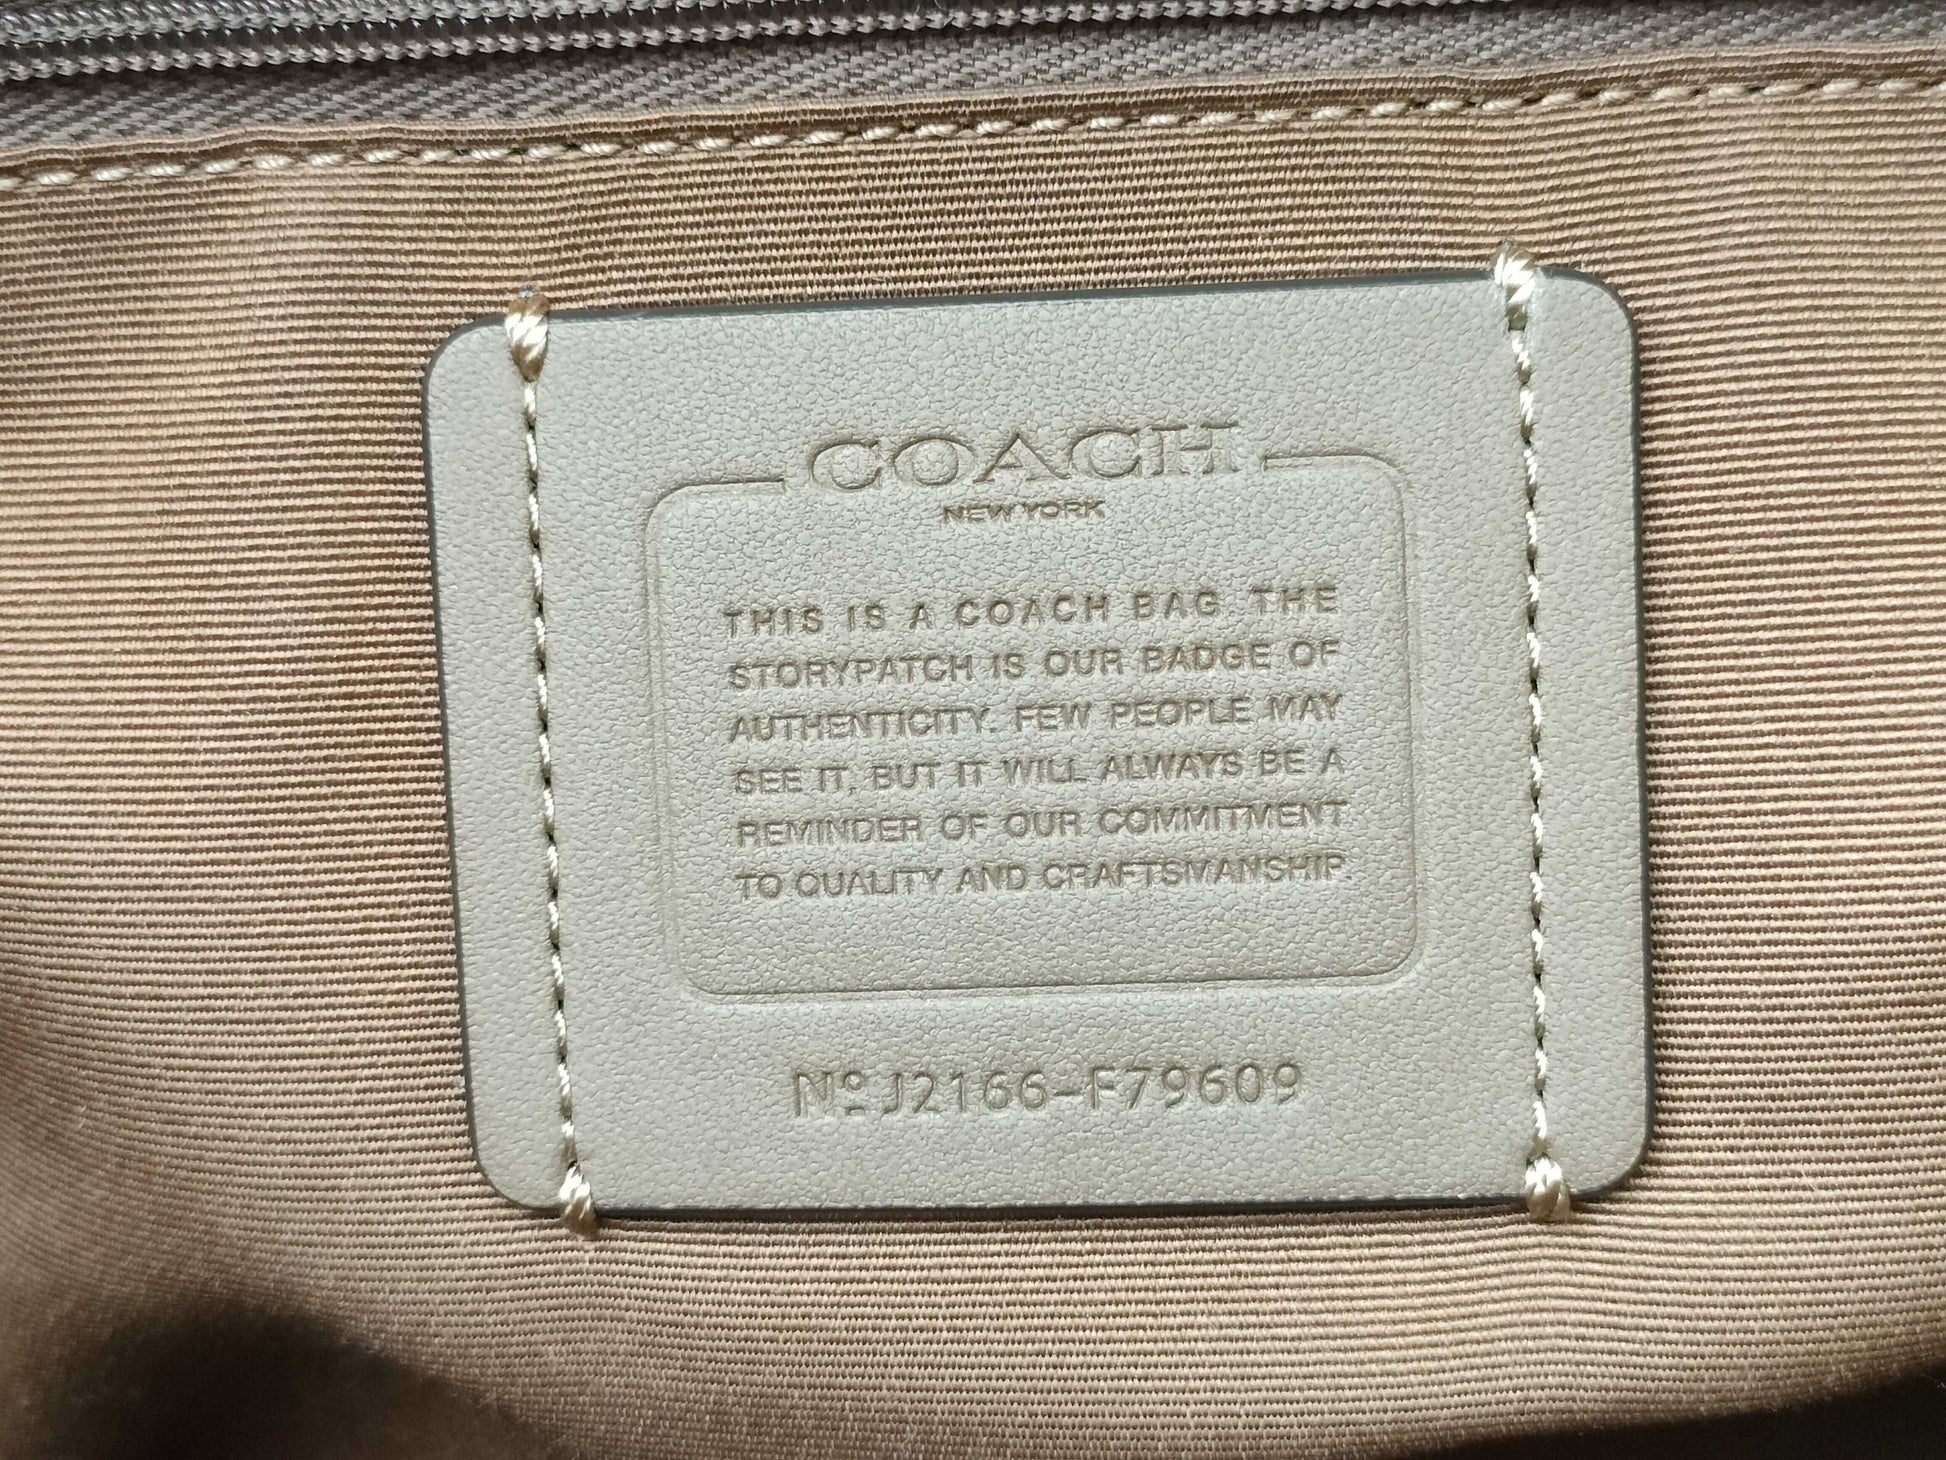 COACH
NEW YORK
THIS IS A COACH BAG. THE
STORYPATCH IS OUR BADGE OF
AUTHENTICITY. FEW PEOPLE MAY
SEE IT, BUT IT WILL ALWAYS BE A
REMINDER OF OUR COMMITMENT
TO QUALITY AND CRAFTSMANSHIP.
Nº J2166-F79609